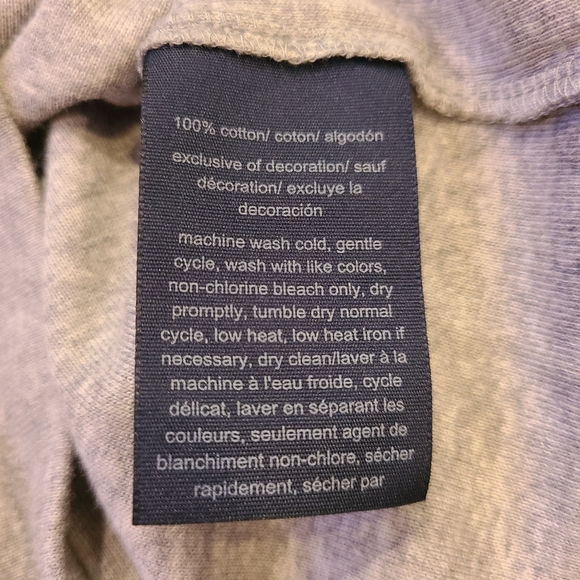 100% cotton/ coton/ algodón
exclusive of decoration/ sauf
décoration/ excluye la
decoración
machine wash cold, gentle
cycle, wash with like colors,
non-chlorine bleach only, dry
promptly, tumble dry normal
cycle, low heat, low heat iron if
necessary, dry clean/laver à la
machine à l'eau froide, cycle
délicat, laver en séparant les
couleurs, seulement agent de
blanchiment non-chlore, sécher
rapidement, sécher par